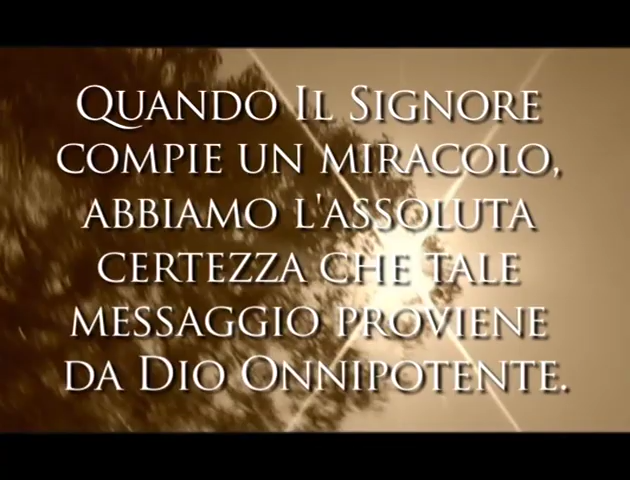 Quando Il Signore
compie un miracolo,
abbiamo l'assoluta
certezza che tale
messaggio proviene
da Dio Onnipotente.